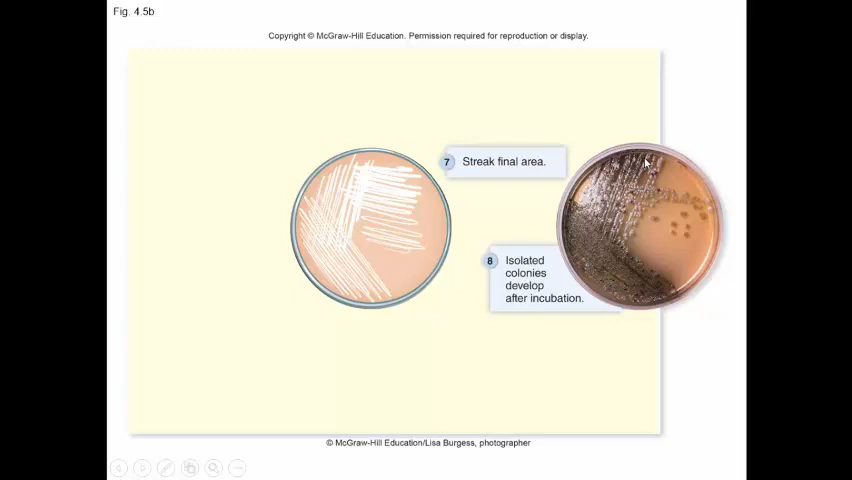 Fig. 4.5b
Copyright © McGraw-Hill Education. Permission required for reproduction or display.
7 Streak final area.
8 Isolated
colonies
develop
after incubation.
© McGraw-Hill Education/Lisa Burgess, photographer